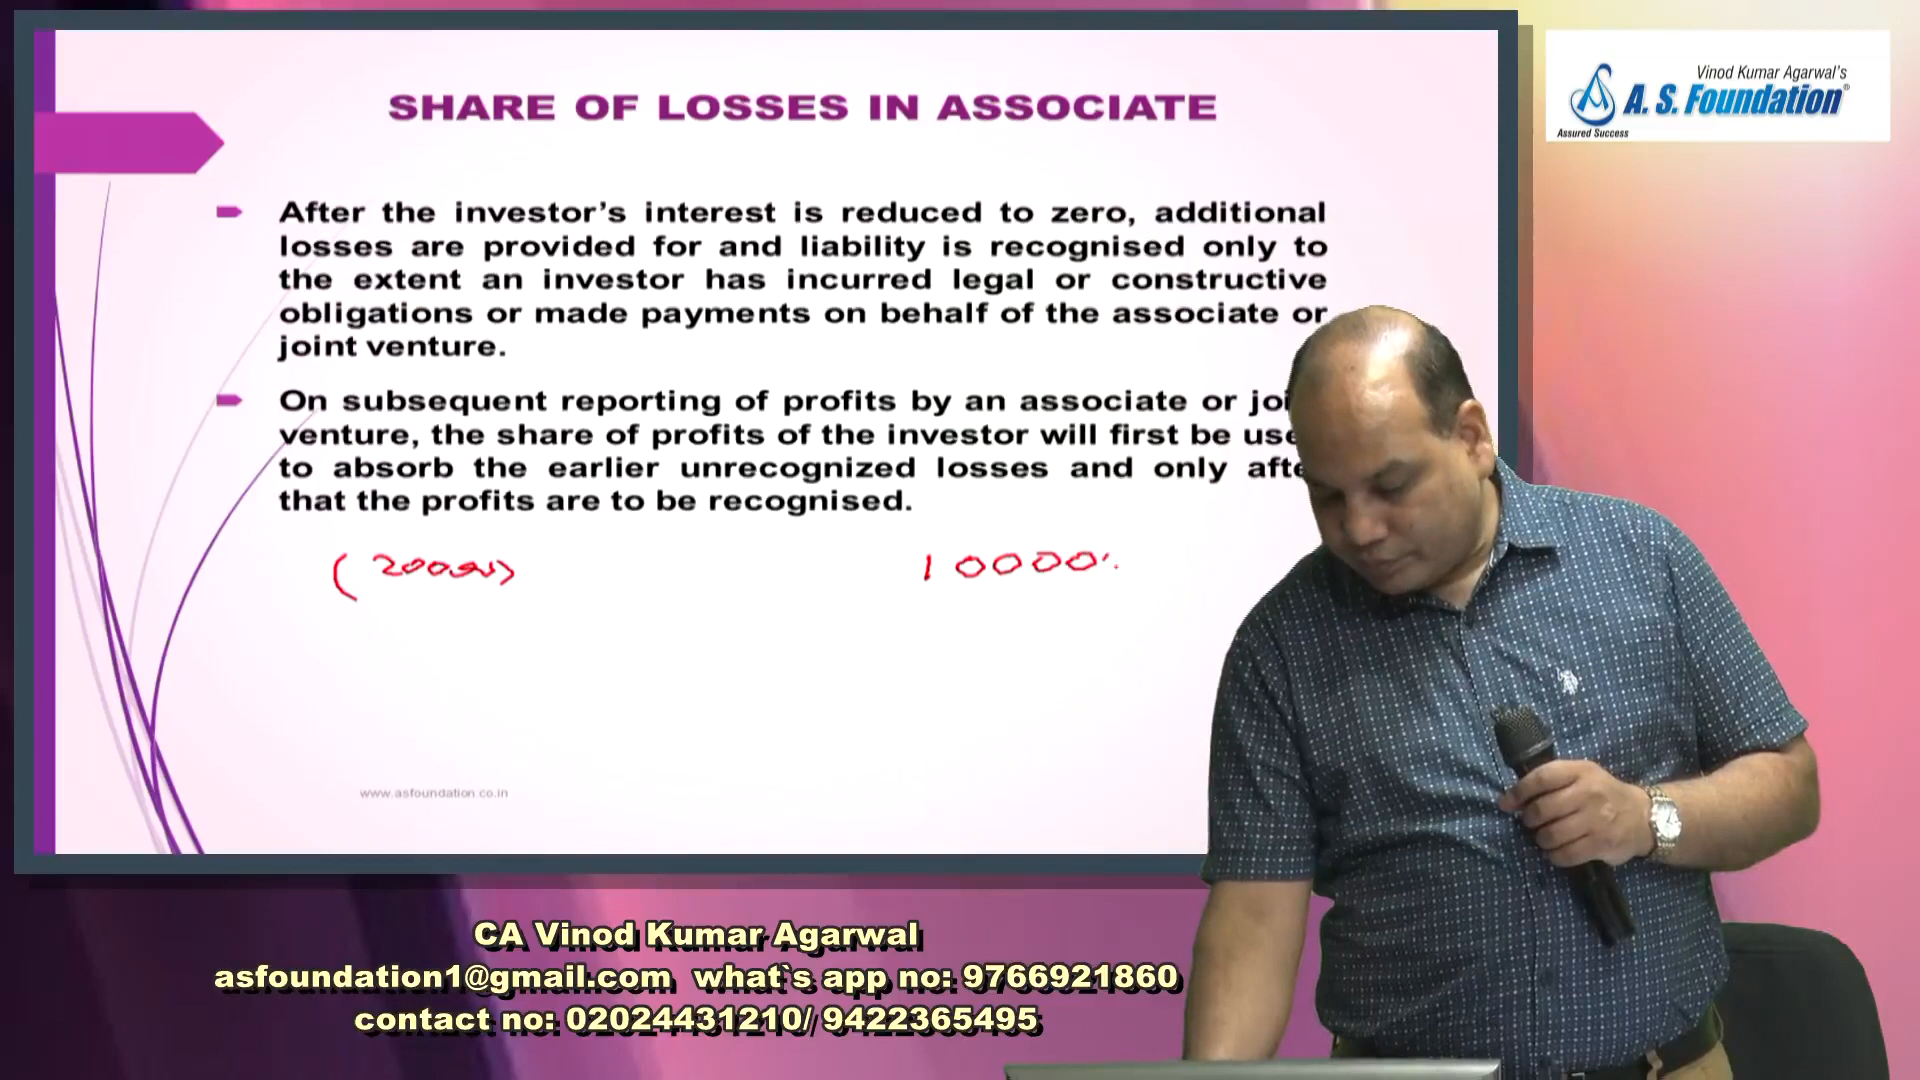 SHARE OF LOSSES IN ASSOCIATE
Vinod Kumar Agarwal's
A. S. Foundation®
Assured Success
After the investor’s interest is reduced to zero, additional
losses are provided for and liability is recognised only to
the extent an investor has incurred legal or constructive
obligations or made payments on behalf of the associate or
joint venture.
On subsequent reporting of profits by an associate or
venture, the share of profits of the investor will first be
to absorb the earlier unrecognized losses and only
that the profits are to be recognised.
10000
www.asfoundation.co.in
CA Vinod Kumar Agarwal
asfoundation1@gmail.com what`s app no: 9766921860
contact no: 02024431210/ 9422365495